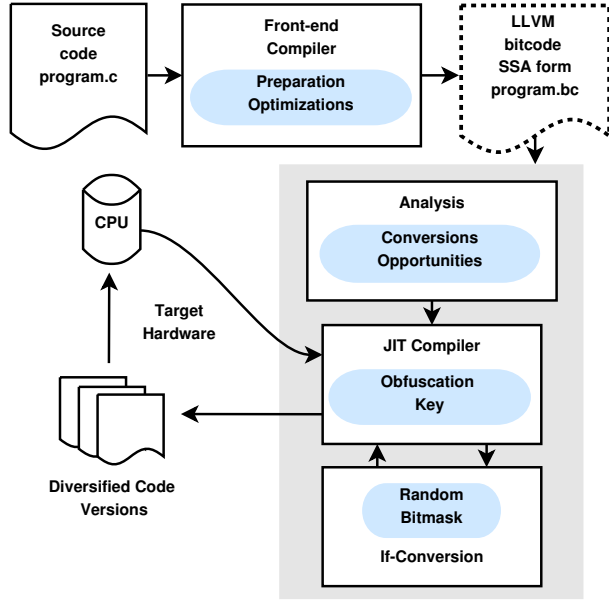 Source
code
program.c
Front-end
Compiler
Preparation
Optimizations
LLVM
bitcode
SSA form
program.bc
Analysis
Conversions
Opportunities
CPU
Target
Hardware
JIT Compiler
Obfuscation
Key
Diversified Code
Versions
Random
Bitmask
If-Conversion